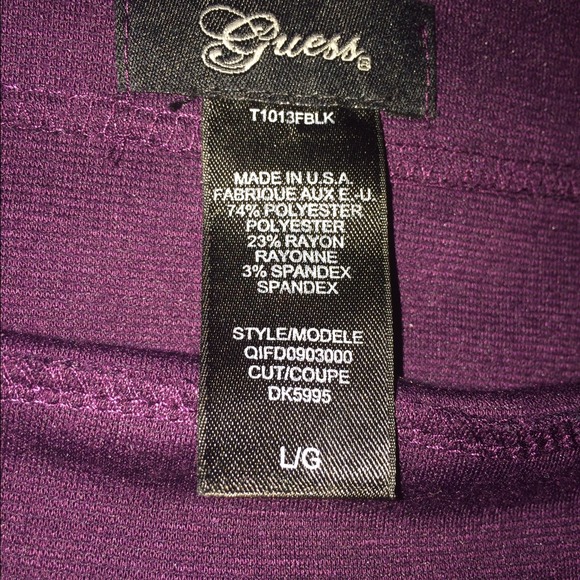 Guess®
T1013FBLK
MADE IN U.S.A.
FABRIQUE AUX E.-U.
74% POLYESTER
POLYESTER
23% RAYON
RAYONNE
3% SPANDEX
SPANDEX
STYLE/MODELE
QIFD0903000
CUT/COUPE
DK5995
L/G